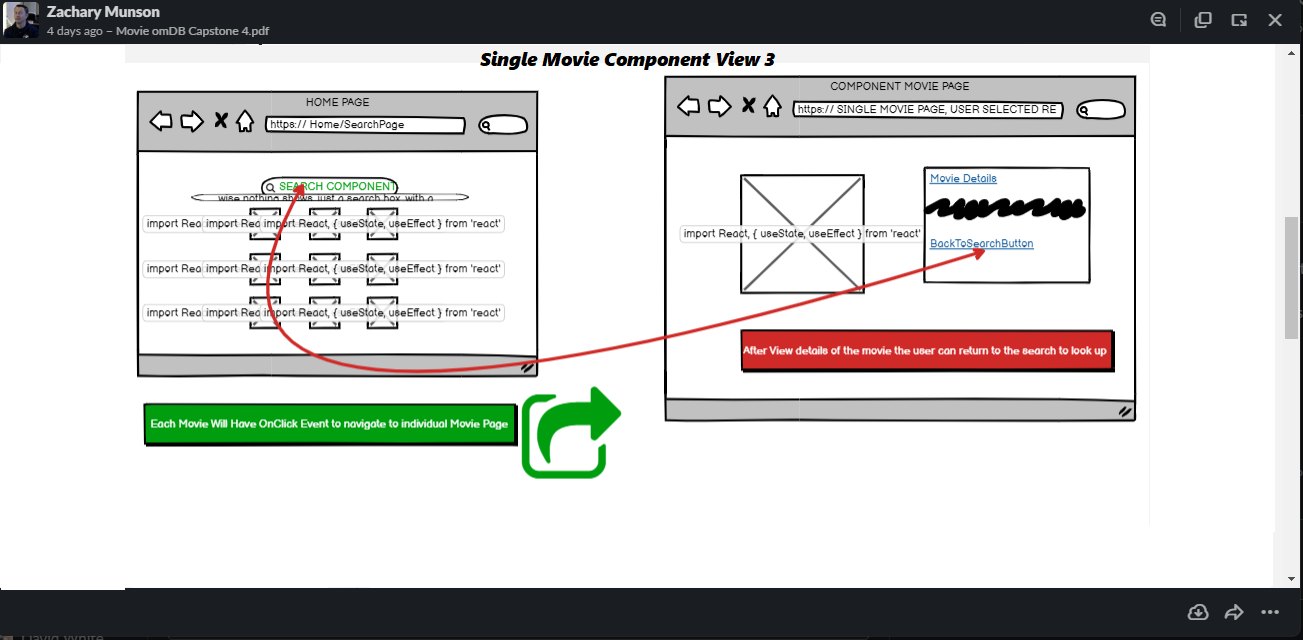 Zachary Munson
4 days ago – Movie omDB Capstone 4.pdf
Single Movie Component View 3
HOME PAGE
https:// Home/SearchPage
SEARCH COMPONENT
wise nothing shows just a search box with a
import Rea import Rea import React, { useState, useEffect } from 'react'
import Rea import Rea import React, { useState, useEffect } from 'react'
import Rea import Rea import React, { useState, useEffect } from 'react'
Each Movie Will Have OnClick Event to navigate to individual Movie Page
COMPONENT MOVIE PAGE
https:// SINGLE MOVIE PAGE, USER SELECTED RE
Movie Details
import React, { useState, useEffect } from 'react'
BackToSearchButton
After View details of the movie the user can return to the search to look up
David White